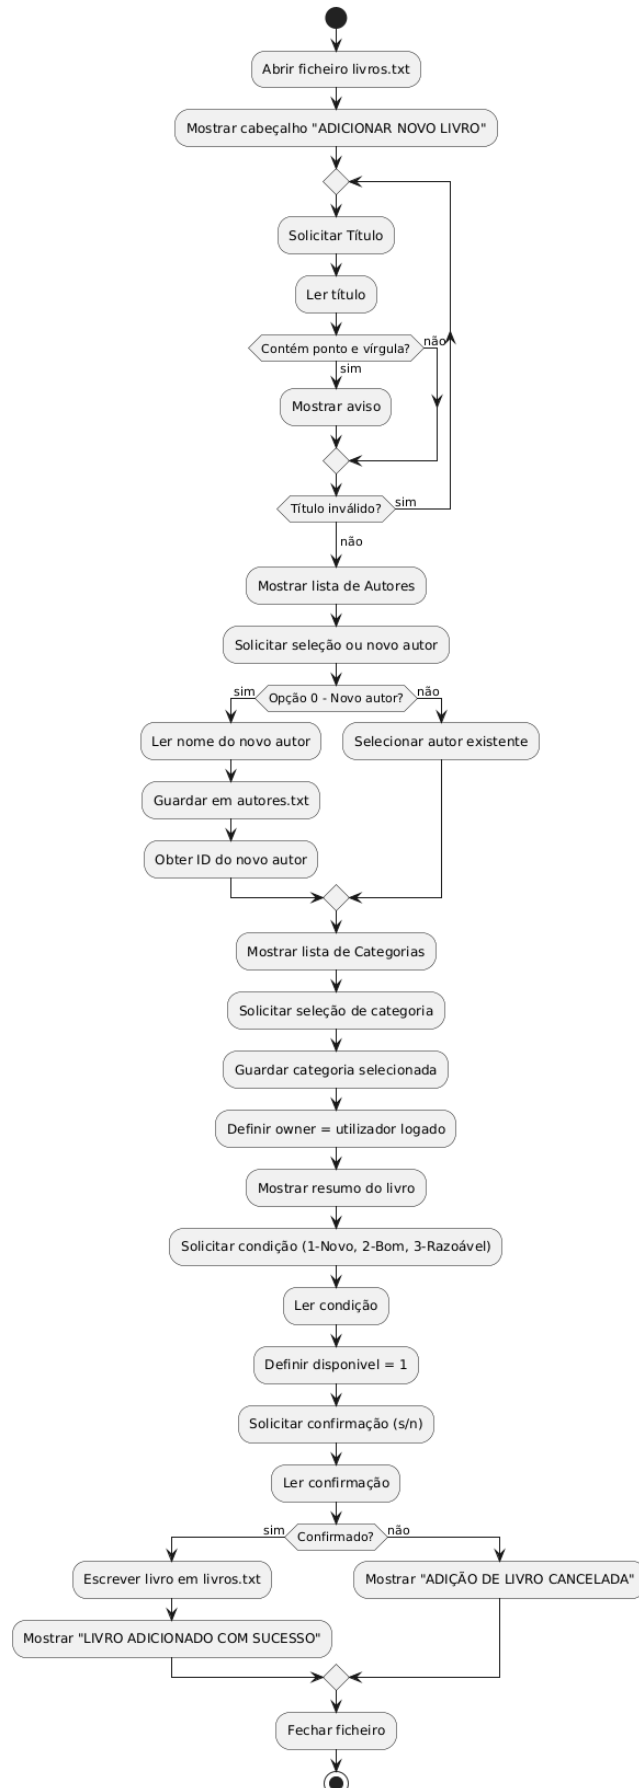 Abrir ficheiro livros.txt
Mostrar cabeçalho "ADICIONAR NOVO LIVRO"
Solicitar Título
Ler título
Contém ponto e vírgula?
não
sim
Mostrar aviso
Título inválido?
sim
não
Mostrar lista de Autores
Solicitar seleção ou novo autor
sim
Opção 0 - Novo autor?
não
Ler nome do novo autor
Selecionar autor existente
Guardar em autores.txt
Obter ID do novo autor
Mostrar lista de Categorias
Solicitar seleção de categoria
Guardar categoria selecionada
Definir owner = utilizador logado
Mostrar resumo do livro
Solicitar condição (1-Novo, 2-Bom, 3-Razoável)
Ler condição
Definir disponivel = 1
Solicitar confirmação (s/n)
Ler confirmação
sim
Confirmado?
não
Escrever livro em livros.txt
Mostrar "ADIÇÃO DE LIVRO CANCELADA"
Mostrar "LIVRO ADICIONADO COM SUCESSO"
Fechar ficheiro